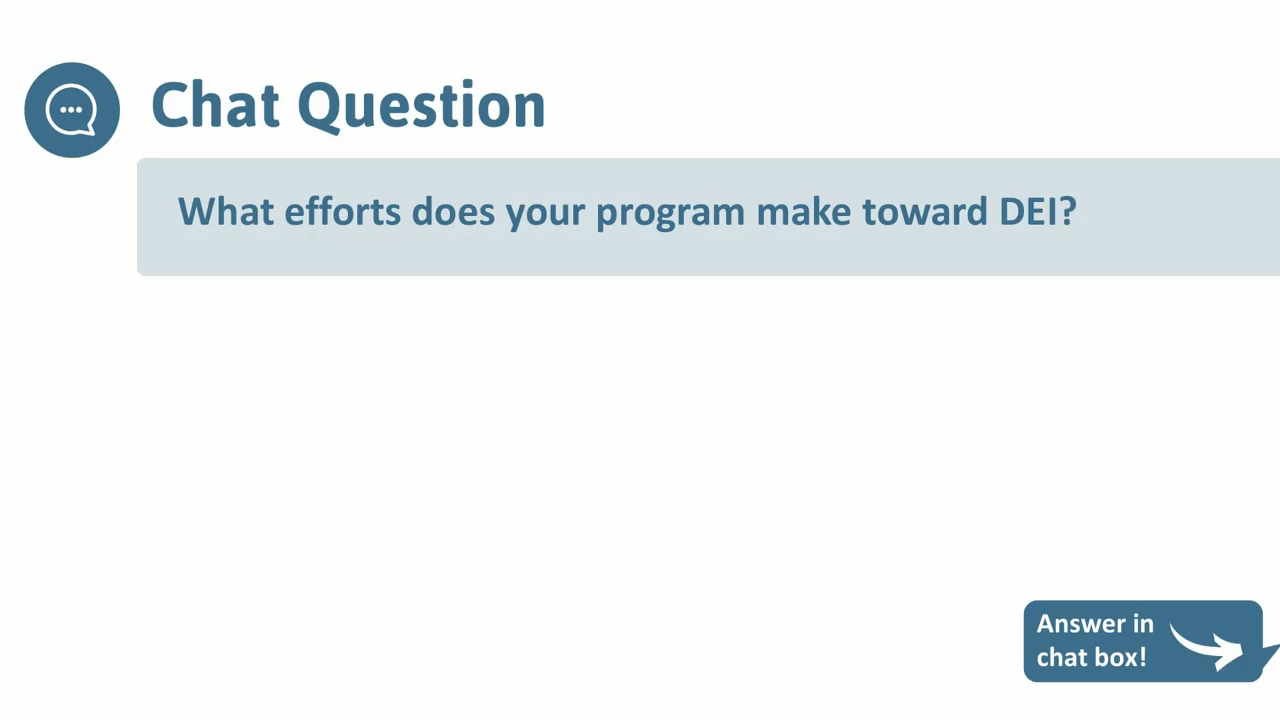 Chat Question
What efforts does your program make toward DEI?
Answer in
chat box!